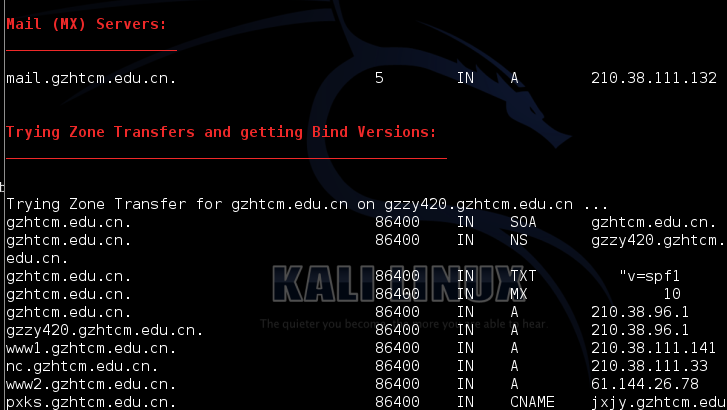 Mail (MX) Servers:
mail.gzhtcm.edu.cn. 5 IN A 210.38.111.132
Trying Zone Transfers and getting Bind Versions:
Trying Zone Transfer for gzhtcm.edu.cn on gzzy420.gzhtcm.edu.cn ...
gzhtcm.edu.cn. 86400 IN SOA gzhtcm.edu.cn.
gzhtcm.edu.cn. 86400 IN NS gzzy420.gzhtcm.
edu.cn.
gzhtcm.edu.cn. 86400 IN TXT "v=spf1
gzhtcm.edu.cn. 86400 IN MX 10
KALI LINUX
gzhtcm.edu.cn. 86400 IN A 210.38.96.1
The quieter you become, more you are able to hear.
gzzy420.gzhtcm.edu.cn. 86400 IN A 210.38.96.1
www1.gzhtcm.edu.cn. 86400 IN A 210.38.111.141
nc.gzhtcm.edu.cn. 86400 IN A 210.38.111.33
www2.gzhtcm.edu.cn. 86400 IN A 61.144.26.78
pxks.gzhtcm.edu.cn. 86400 IN CNAME jxjy.gzhtcm.edu